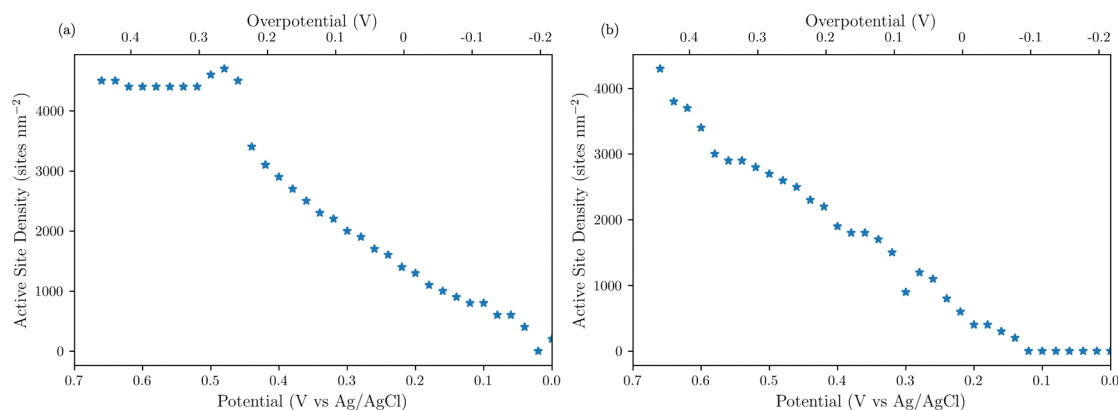 (a)
Overpotential (V)
0.4 0.3 0.2 0.1 0 -0.1 -0.2
Active Site Density (sites nm⁻²)
4000
3000
2000
1000
0
0.7 0.6 0.5 0.4 0.3 0.2 0.1 0.0
Potential (V vs Ag/AgCl)
(b)
Overpotential (V)
0.4 0.3 0.2 0.1 0 -0.1 -0.2
Active Site Density (sites nm⁻²)
4000
3000
2000
1000
0
0.7 0.6 0.5 0.4 0.3 0.2 0.1 0.0
Potential (V vs Ag/AgCl)